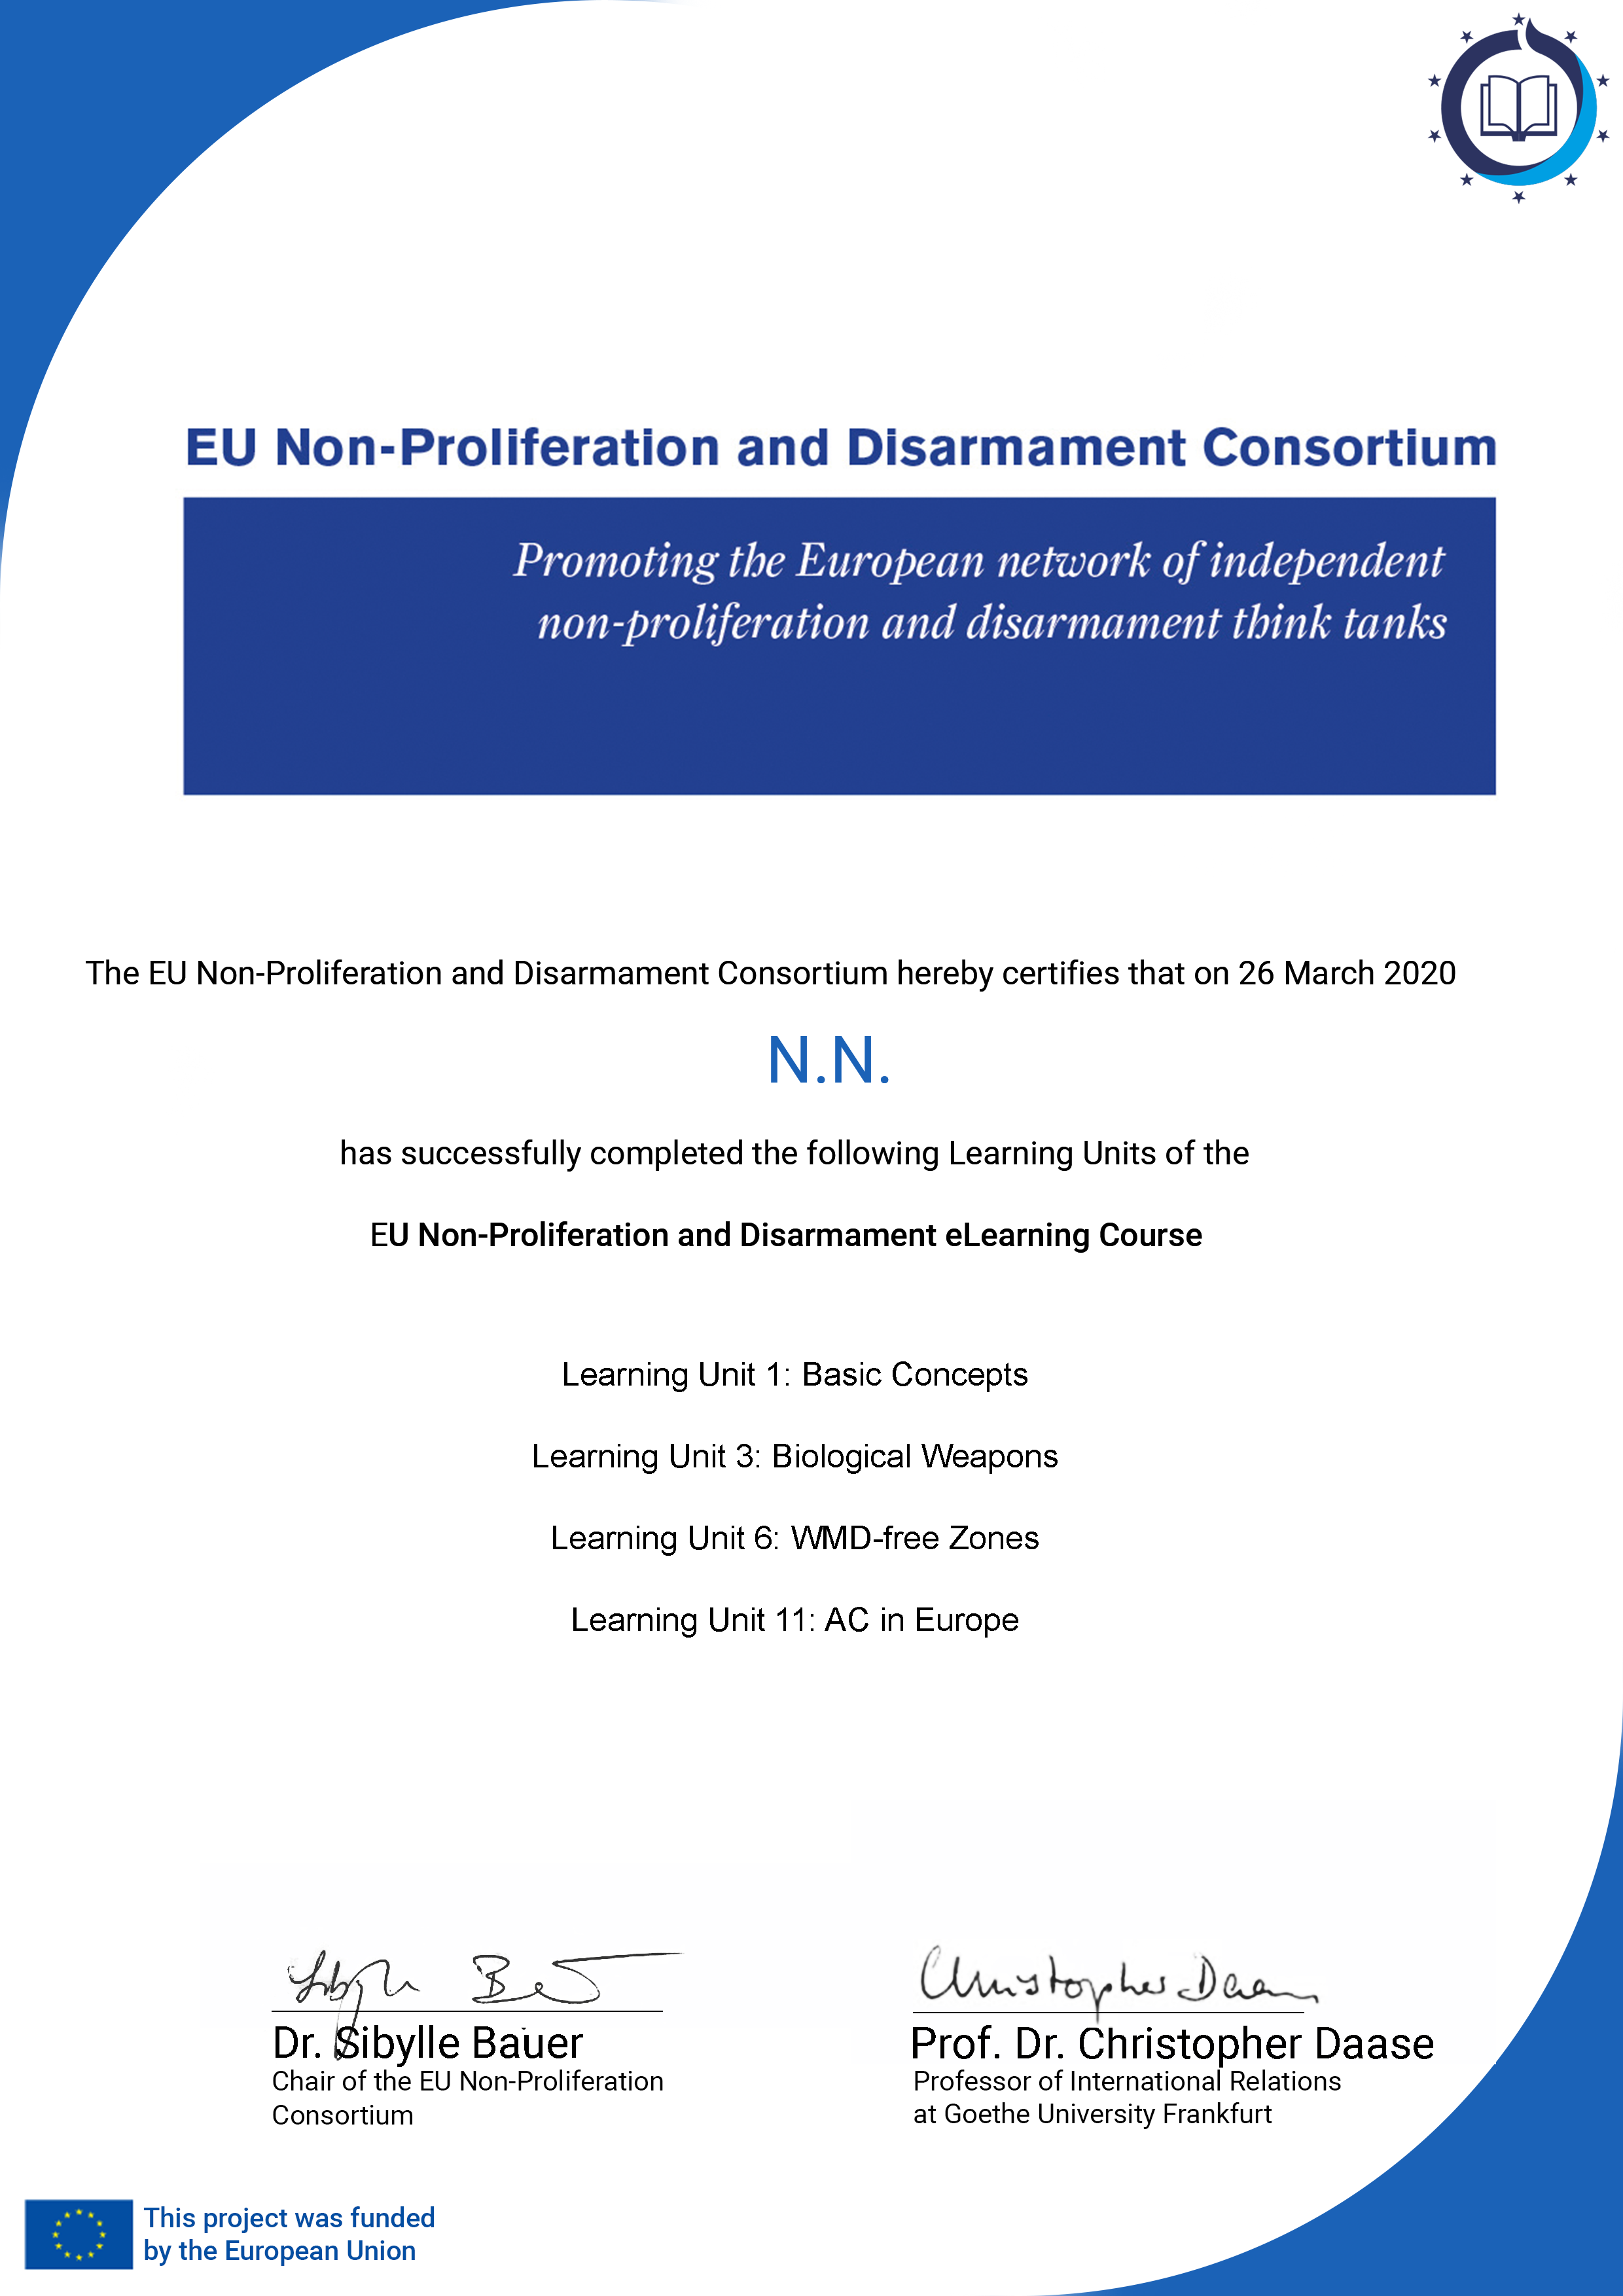 EU Non-Proliferation and Disarmament Consortium
Promoting the European network of independent
non-proliferation and disarmament think tanks
The EU Non-Proliferation and Disarmament Consortium hereby certifies that on 26 March 2020
N.N.
has successfully completed the following Learning Units of the
EU Non-Proliferation and Disarmament eLearning Course
Learning Unit 1: Basic Concepts
Learning Unit 3: Biological Weapons
Learning Unit 6: WMD-free Zones
Learning Unit 11: AC in Europe
Christopher Daase
Dr. Sibylle Bauer
Chair of the EU Non-Proliferation
Consortium
Prof. Dr. Christopher Daase
Professor of International Relations
at Goethe University Frankfurt
This project was funded
by the European Union